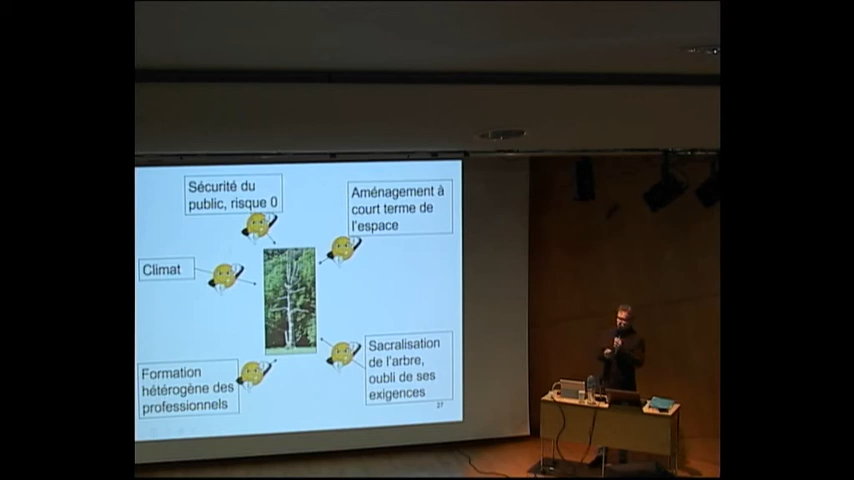 Sécurité du
public, risque 0
Aménagement à
court terme de
l'espace
Climat
Sacralisation
de l'arbre,
oubli de ses
exigences
Formation
hétérogène des
professionnels
27